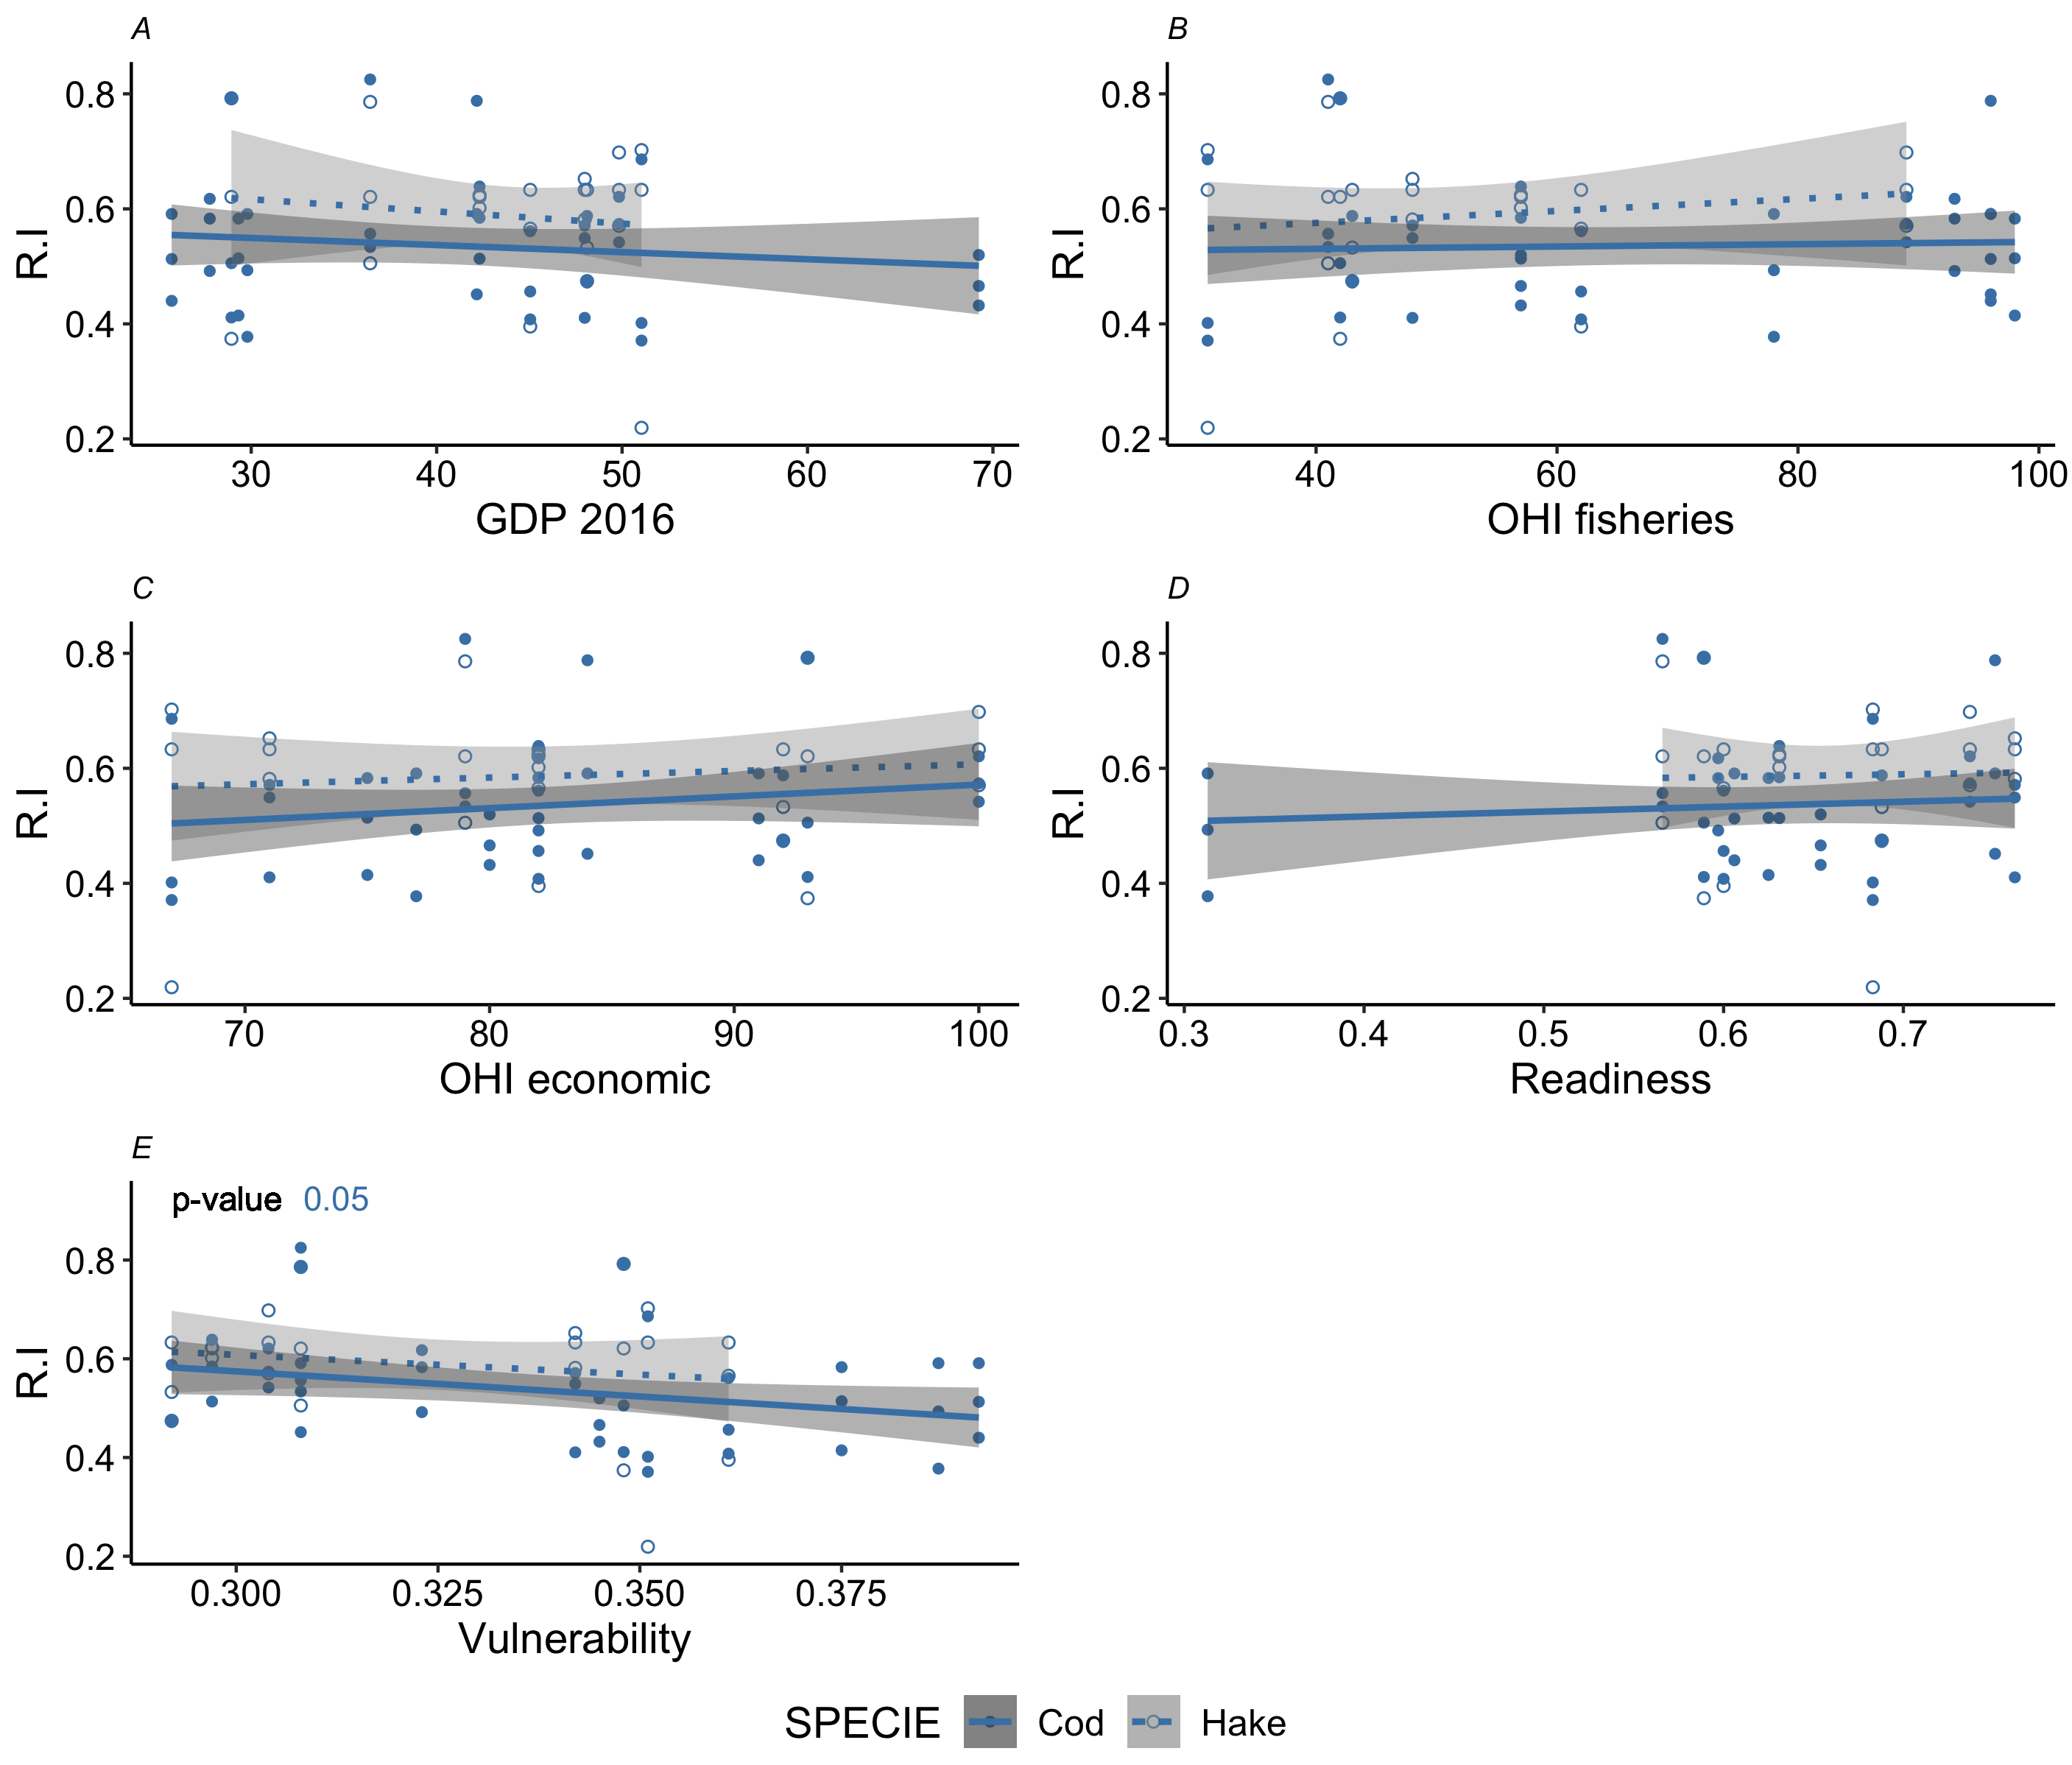 A
R.I
0.8
0.6
0.4
0.2
30 40 50 60 70
GDP 2016
B
R.I
0.8
0.6
0.4
0.2
40 60 80 100
OHI fisheries
C
R.I
0.8
0.6
0.4
0.2
70 80 90 100
OHI economic
D
R.I
0.8
0.6
0.4
0.2
0.3 0.4 0.5 0.6 0.7
Readiness
E
p-value 0.05
R.I
0.8
0.6
0.4
0.2
0.300 0.325 0.350 0.375
Vulnerability
SPECIE Cod Hake